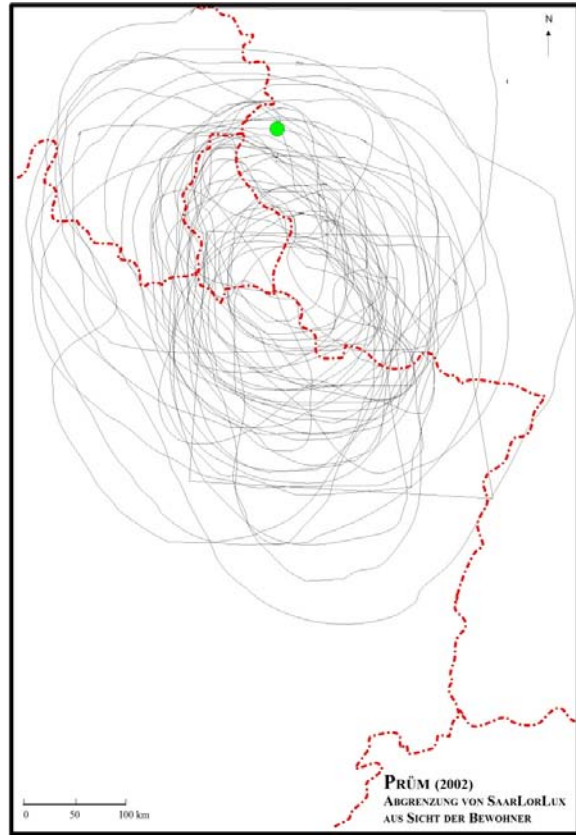 N
PRÜM (2002)
ABGRENZUNG VON SAARLORLUX
AUS SICHT DER BEWOHNER
0 50 100 km